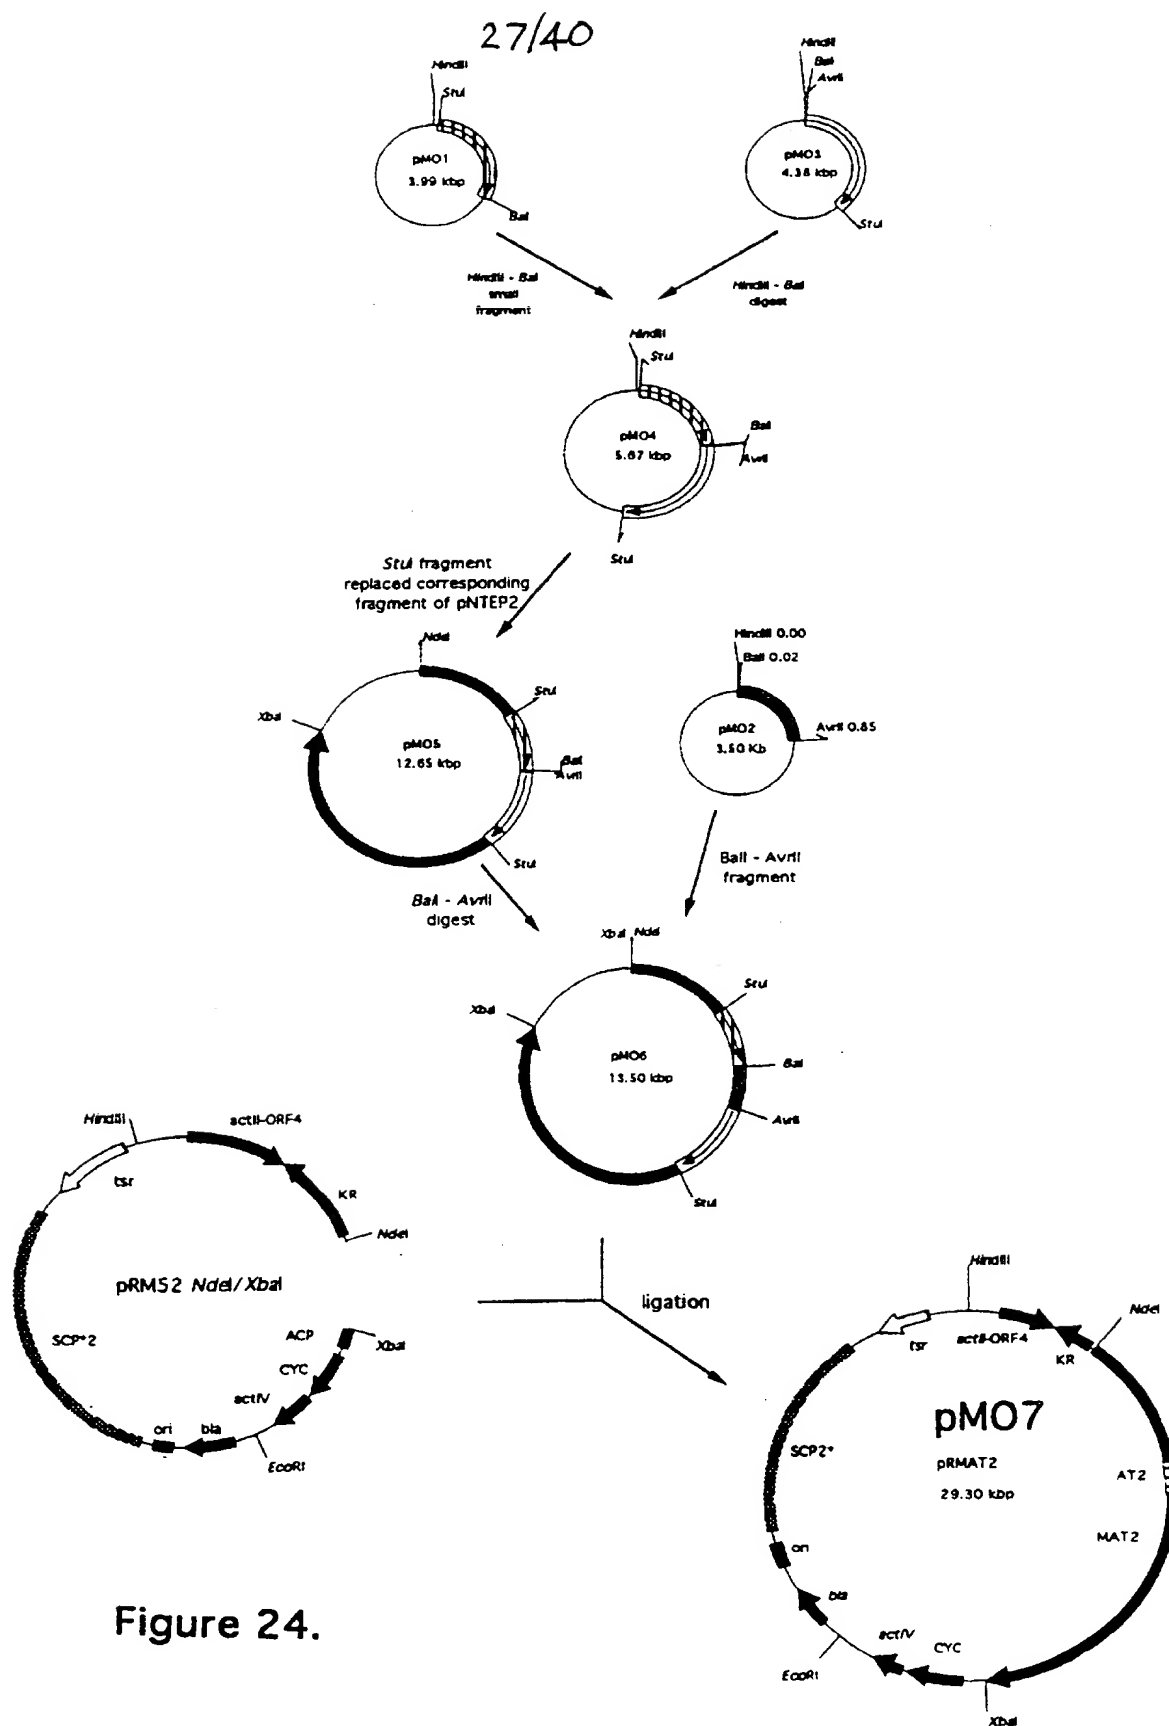 27/40
HindIII
StuI
pMO1
3.99 kbp
BalI
HindIII
BalI
AvrII
pMO3
4.38 kbp
StuI
HindIII - BalI
small
fragment
HindIII - BalI
digest
HindIII
StuI
pMO4
5.67 kbp
BalI
AvrII
StuI
StuI fragment
replaced corresponding
fragment of pNTEP2
NdeI
StuI
XbaI
pMO5
12.65 kbp
BalI
AvrII
StuI
HindIII 0.00
BalI 0.02
pMO2
3.50 Kb
AvrII 0.85
BalI - AvrII
digest
BalI - AvrII
fragment
XbaI NdeI
StuI
XbaI
pMO6
13.50 kbp
BalI
AvrII
StuI
HindIII
actII-ORF4
tsr
KR
NdeI
pRM52 NdeI/XbaI
SCP*2
ACP
XbaI
CYC
actIV
ori
bla
EcoRI
ligation
HindIII
NdeI
tsr
actII-ORF4
KR
pMO7
pRMAT2
29.30 kbp
SCP2*
AT2
MAT2
ori
bla
actIV
CYC
EcoRI
XbaI
Figure 24.